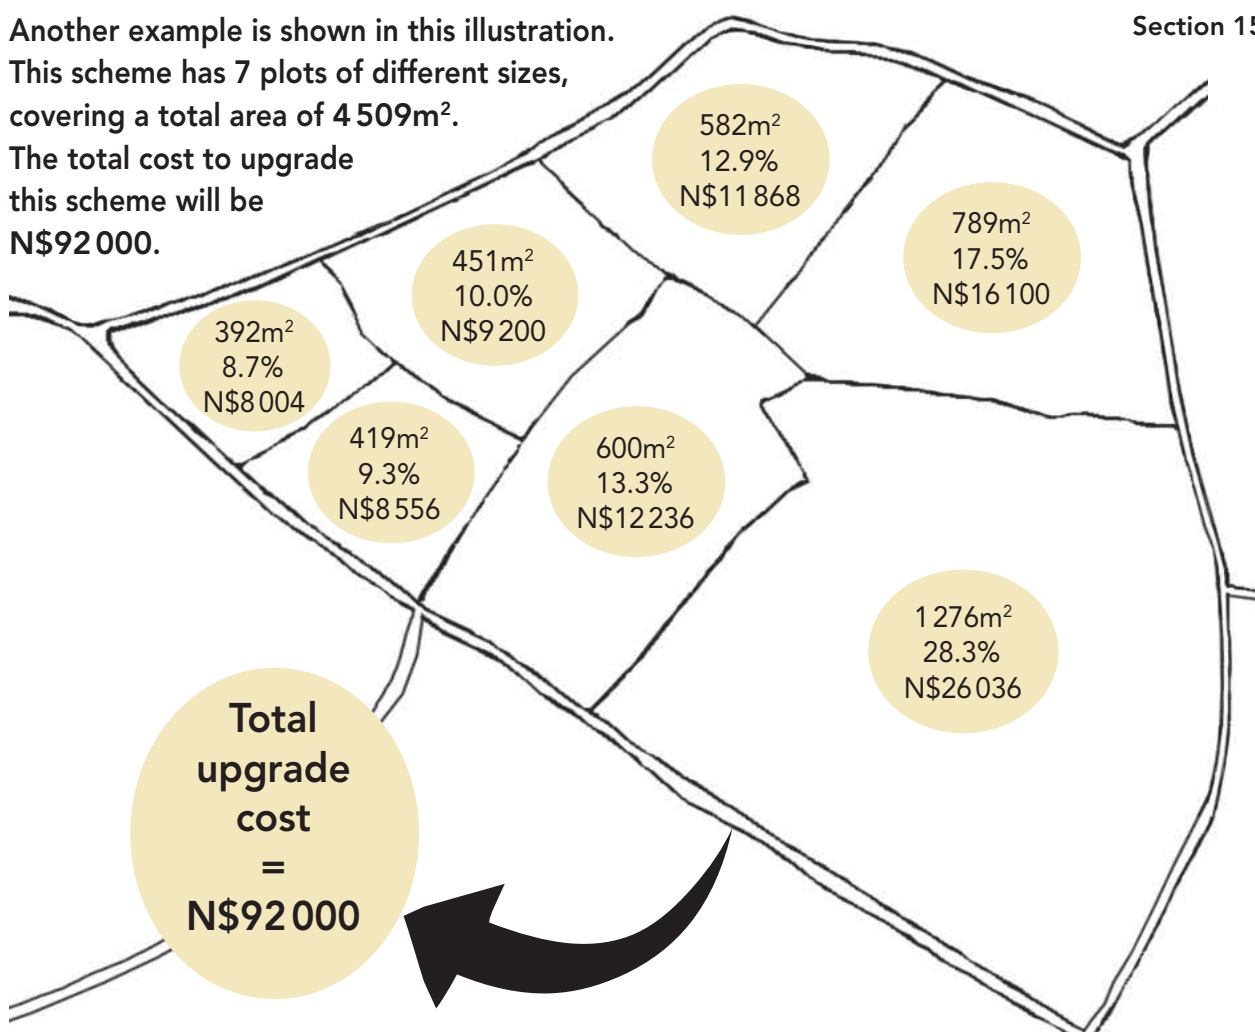 Another example is shown in this illustration.
This scheme has 7 plots of different sizes,
covering a total area of 4 509m².
The total cost to upgrade
this scheme will be
N$92 000.
Section 15
582m²
12.9%
N$11 868
789m²
17.5%
N$16 100
451m²
10.0%
N$9 200
392m²
8.7%
N$8 004
419m²
9.3%
N$8 556
600m²
13.3%
N$12 236
1 276m²
28.3%
N$26 036
Total
upgrade
cost
=
N$92 000